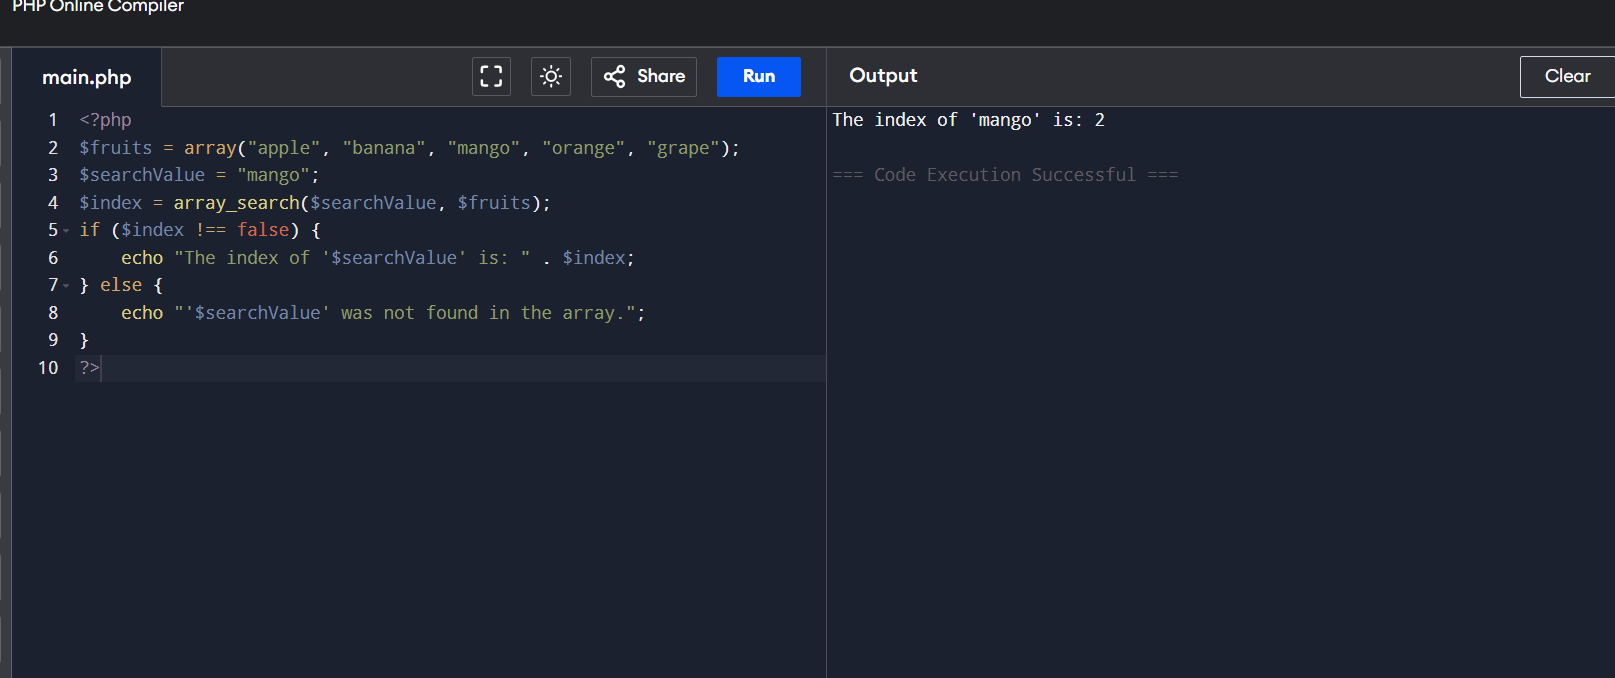 PHP Online Compiler
main.php
Share
Run
Output
Clear
1 <?php
2 $fruits = array("apple", "banana", "mango", "orange", "grape");
3 $searchValue = "mango";
4 $index = array_search($searchValue, $fruits);
5 if ($index !== false) {
6     echo "The index of '$searchValue' is: " . $index;
7 } else {
8     echo "'$searchValue' was not found in the array.";
9 }
10 ?>
The index of 'mango' is: 2
=== Code Execution Successful ===